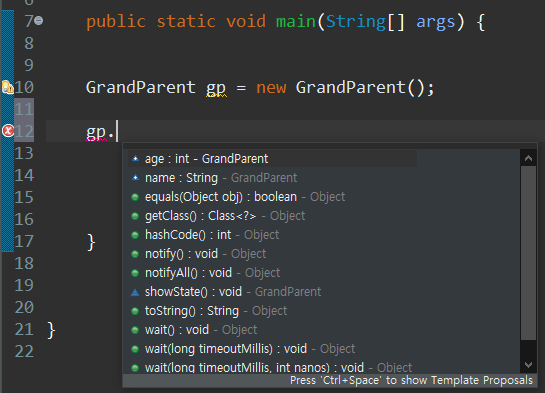 7 public static void main(String[] args) {
8
9
10 GrandParent gp = new GrandParent();
11
12 gp.
age : int - GrandParent
13 name : String - GrandParent
14 equals(Object obj) : boolean - Object
getClass() : Class<?> - Object
15 hashCode() : int - Object
16 notify() : void - Object
17 } notifyAll() : void - Object
18 showState() : void - GrandParent
19 toString() : String - Object
20 wait() : void - Object
21 } wait(long timeoutMillis) : void - Object
22 wait(long timeoutMillis, int nanos) : void - Object
Press 'Ctrl+Space' to show Template Proposals